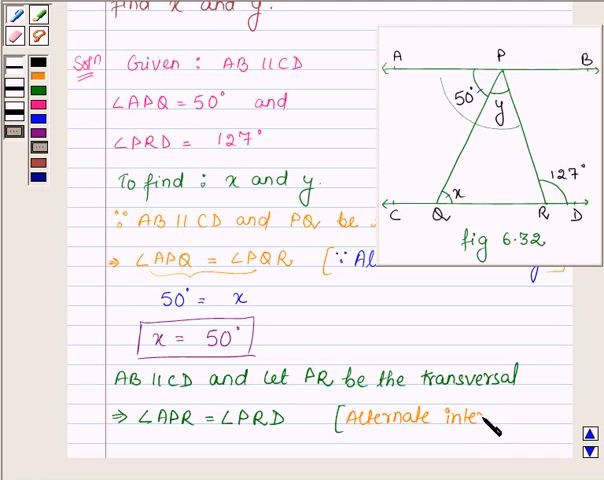 find x and y.
Soln Given : AB || CD
∠APQ = 50° and
∠PRD = 127°
To find : x and y.
∵ AB || CD and PQ be
⇒ ∠APQ = ∠PQR [∵ Al
50° = x
x = 50°
AB || CD and let PR be the transversal
⇒ ∠APR = ∠PRD [Alternate inte
A P B
50° y
127°
x
C Q R D
fig 6.32